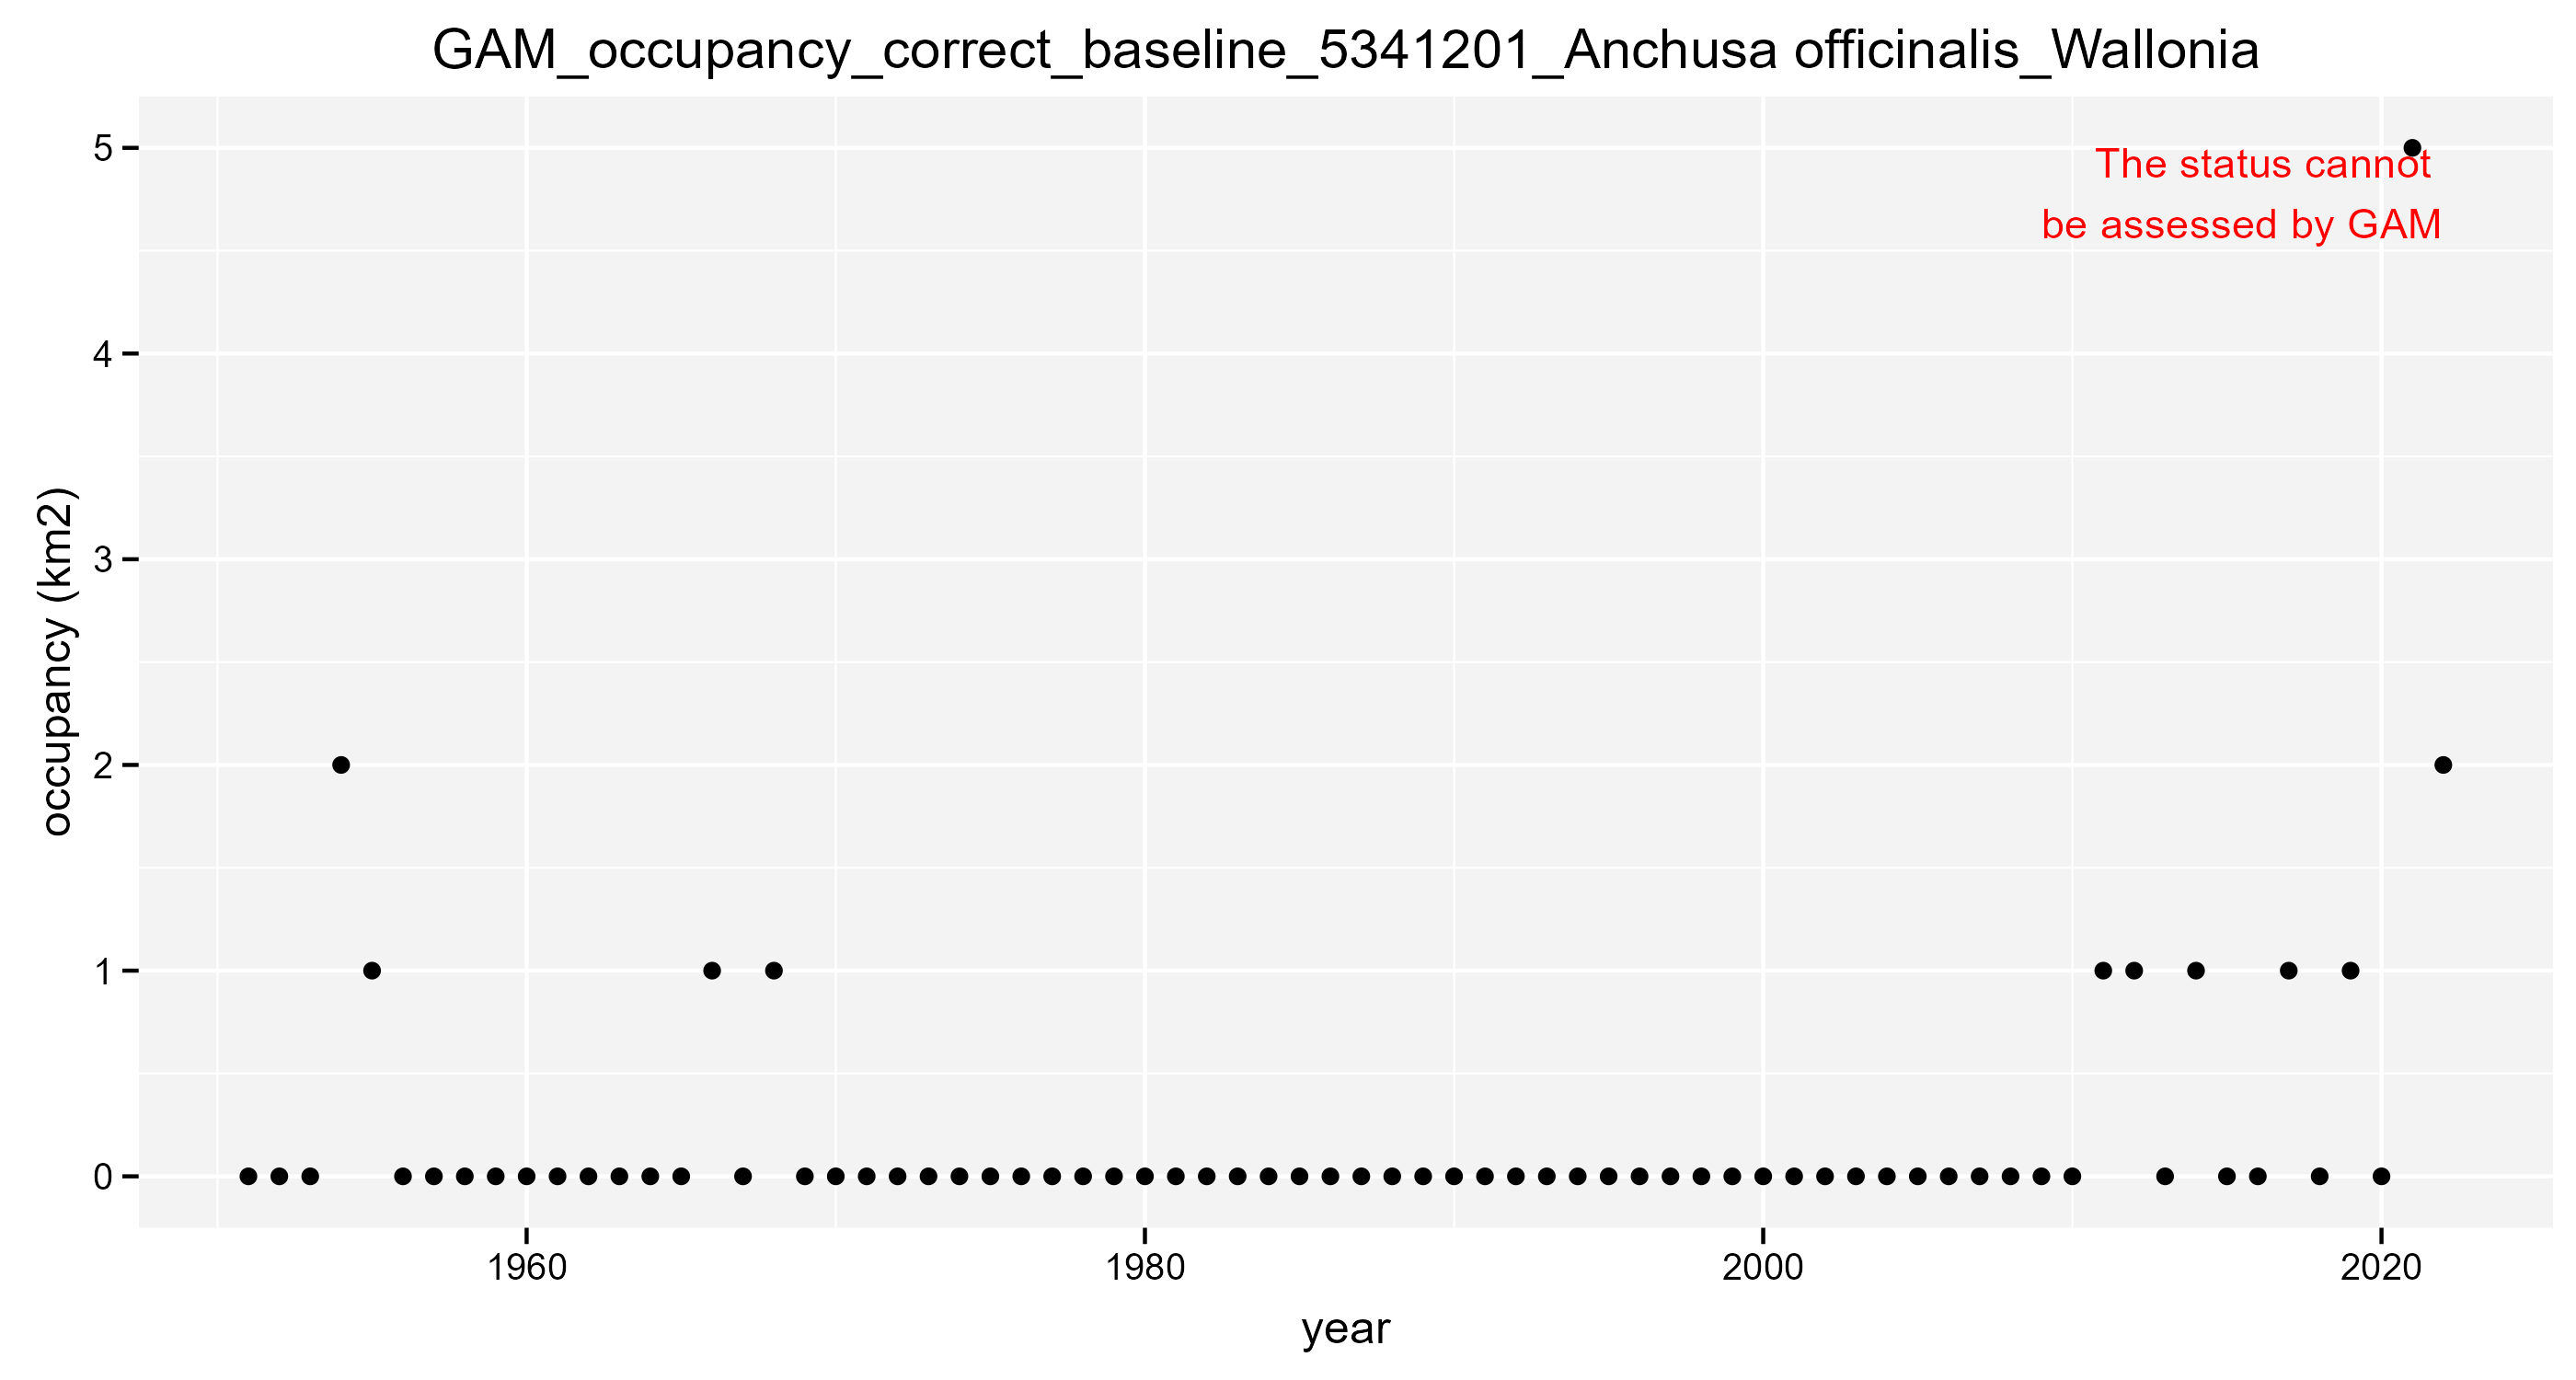 GAM_occupancy_correct_baseline_5341201_Anchusa officinalis_Wallonia
The status cannot
be assessed by GAM
occupancy (km2)
5
4
3
2
1
0
1960
1980
2000
2020
year